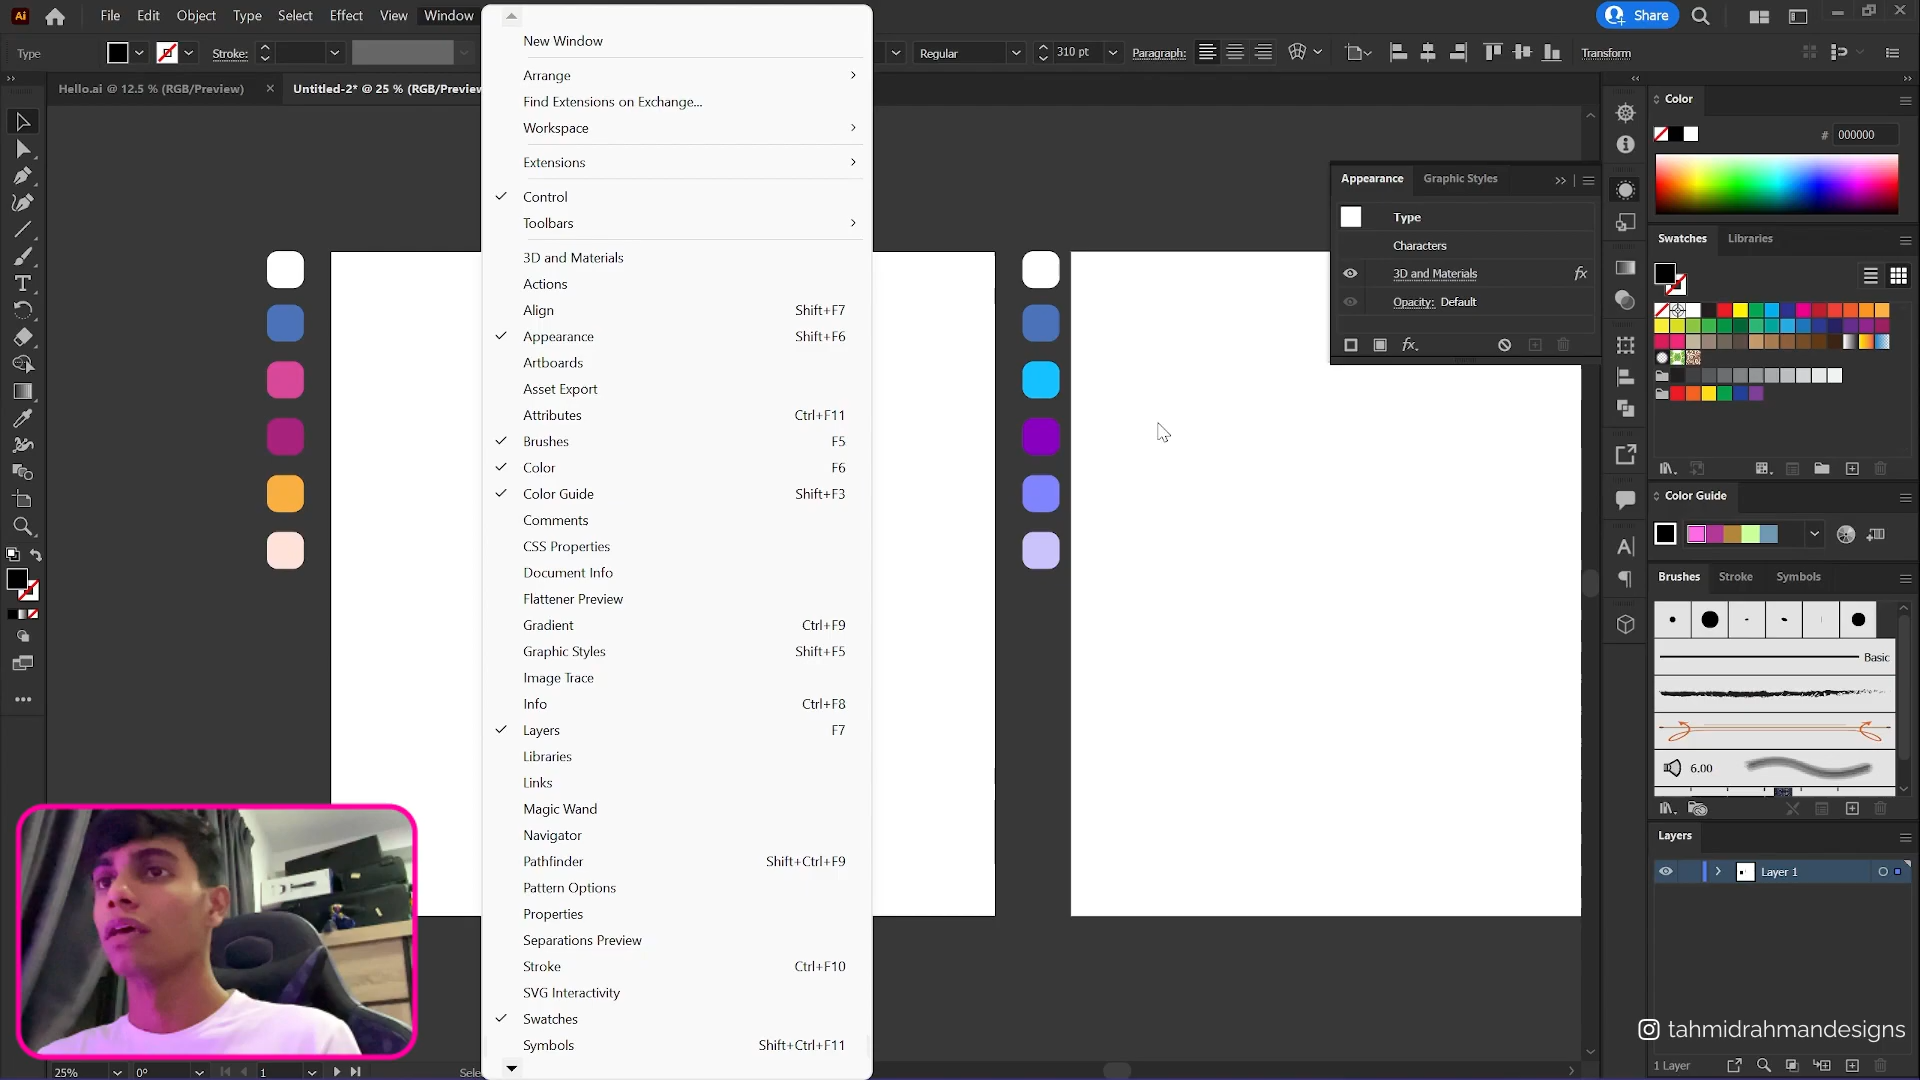 Ai
File Edit Object Type Select Effect View Window
Share
Type
Stroke:
Regular
310 pt
Paragraph:
Transform
Hello.ai @ 12.5 % (RGB/Preview)
Untitled-2* @ 25 % (RGB/Preview
New Window
Arrange
Find Extensions on Exchange...
Workspace
Extensions
Control
Toolbars
3D and Materials
Actions
Align Shift+F7
Appearance Shift+F6
Artboards
Asset Export
Attributes Ctrl+F11
Brushes F5
Color F6
Color Guide Shift+F3
Comments
CSS Properties
Document Info
Flattener Preview
Gradient Ctrl+F9
Graphic Styles Shift+F5
Image Trace
Info Ctrl+F8
Layers F7
Libraries
Links
Magic Wand
Navigator
Pathfinder Shift+Ctrl+F9
Pattern Options
Properties
Separations Preview
Stroke Ctrl+F10
SVG Interactivity
Swatches
Symbols Shift+Ctrl+F11
Appearance Graphic Styles
Type
Characters
3D and Materials fx
Opacity: Default
fx
Color
# 000000
Swatches Libraries
Color Guide
Brushes Stroke Symbols
Basic
6.00
Layers
Layer 1
tahmidrahmandesigns
1 Layer
25% 0° 1 Sele